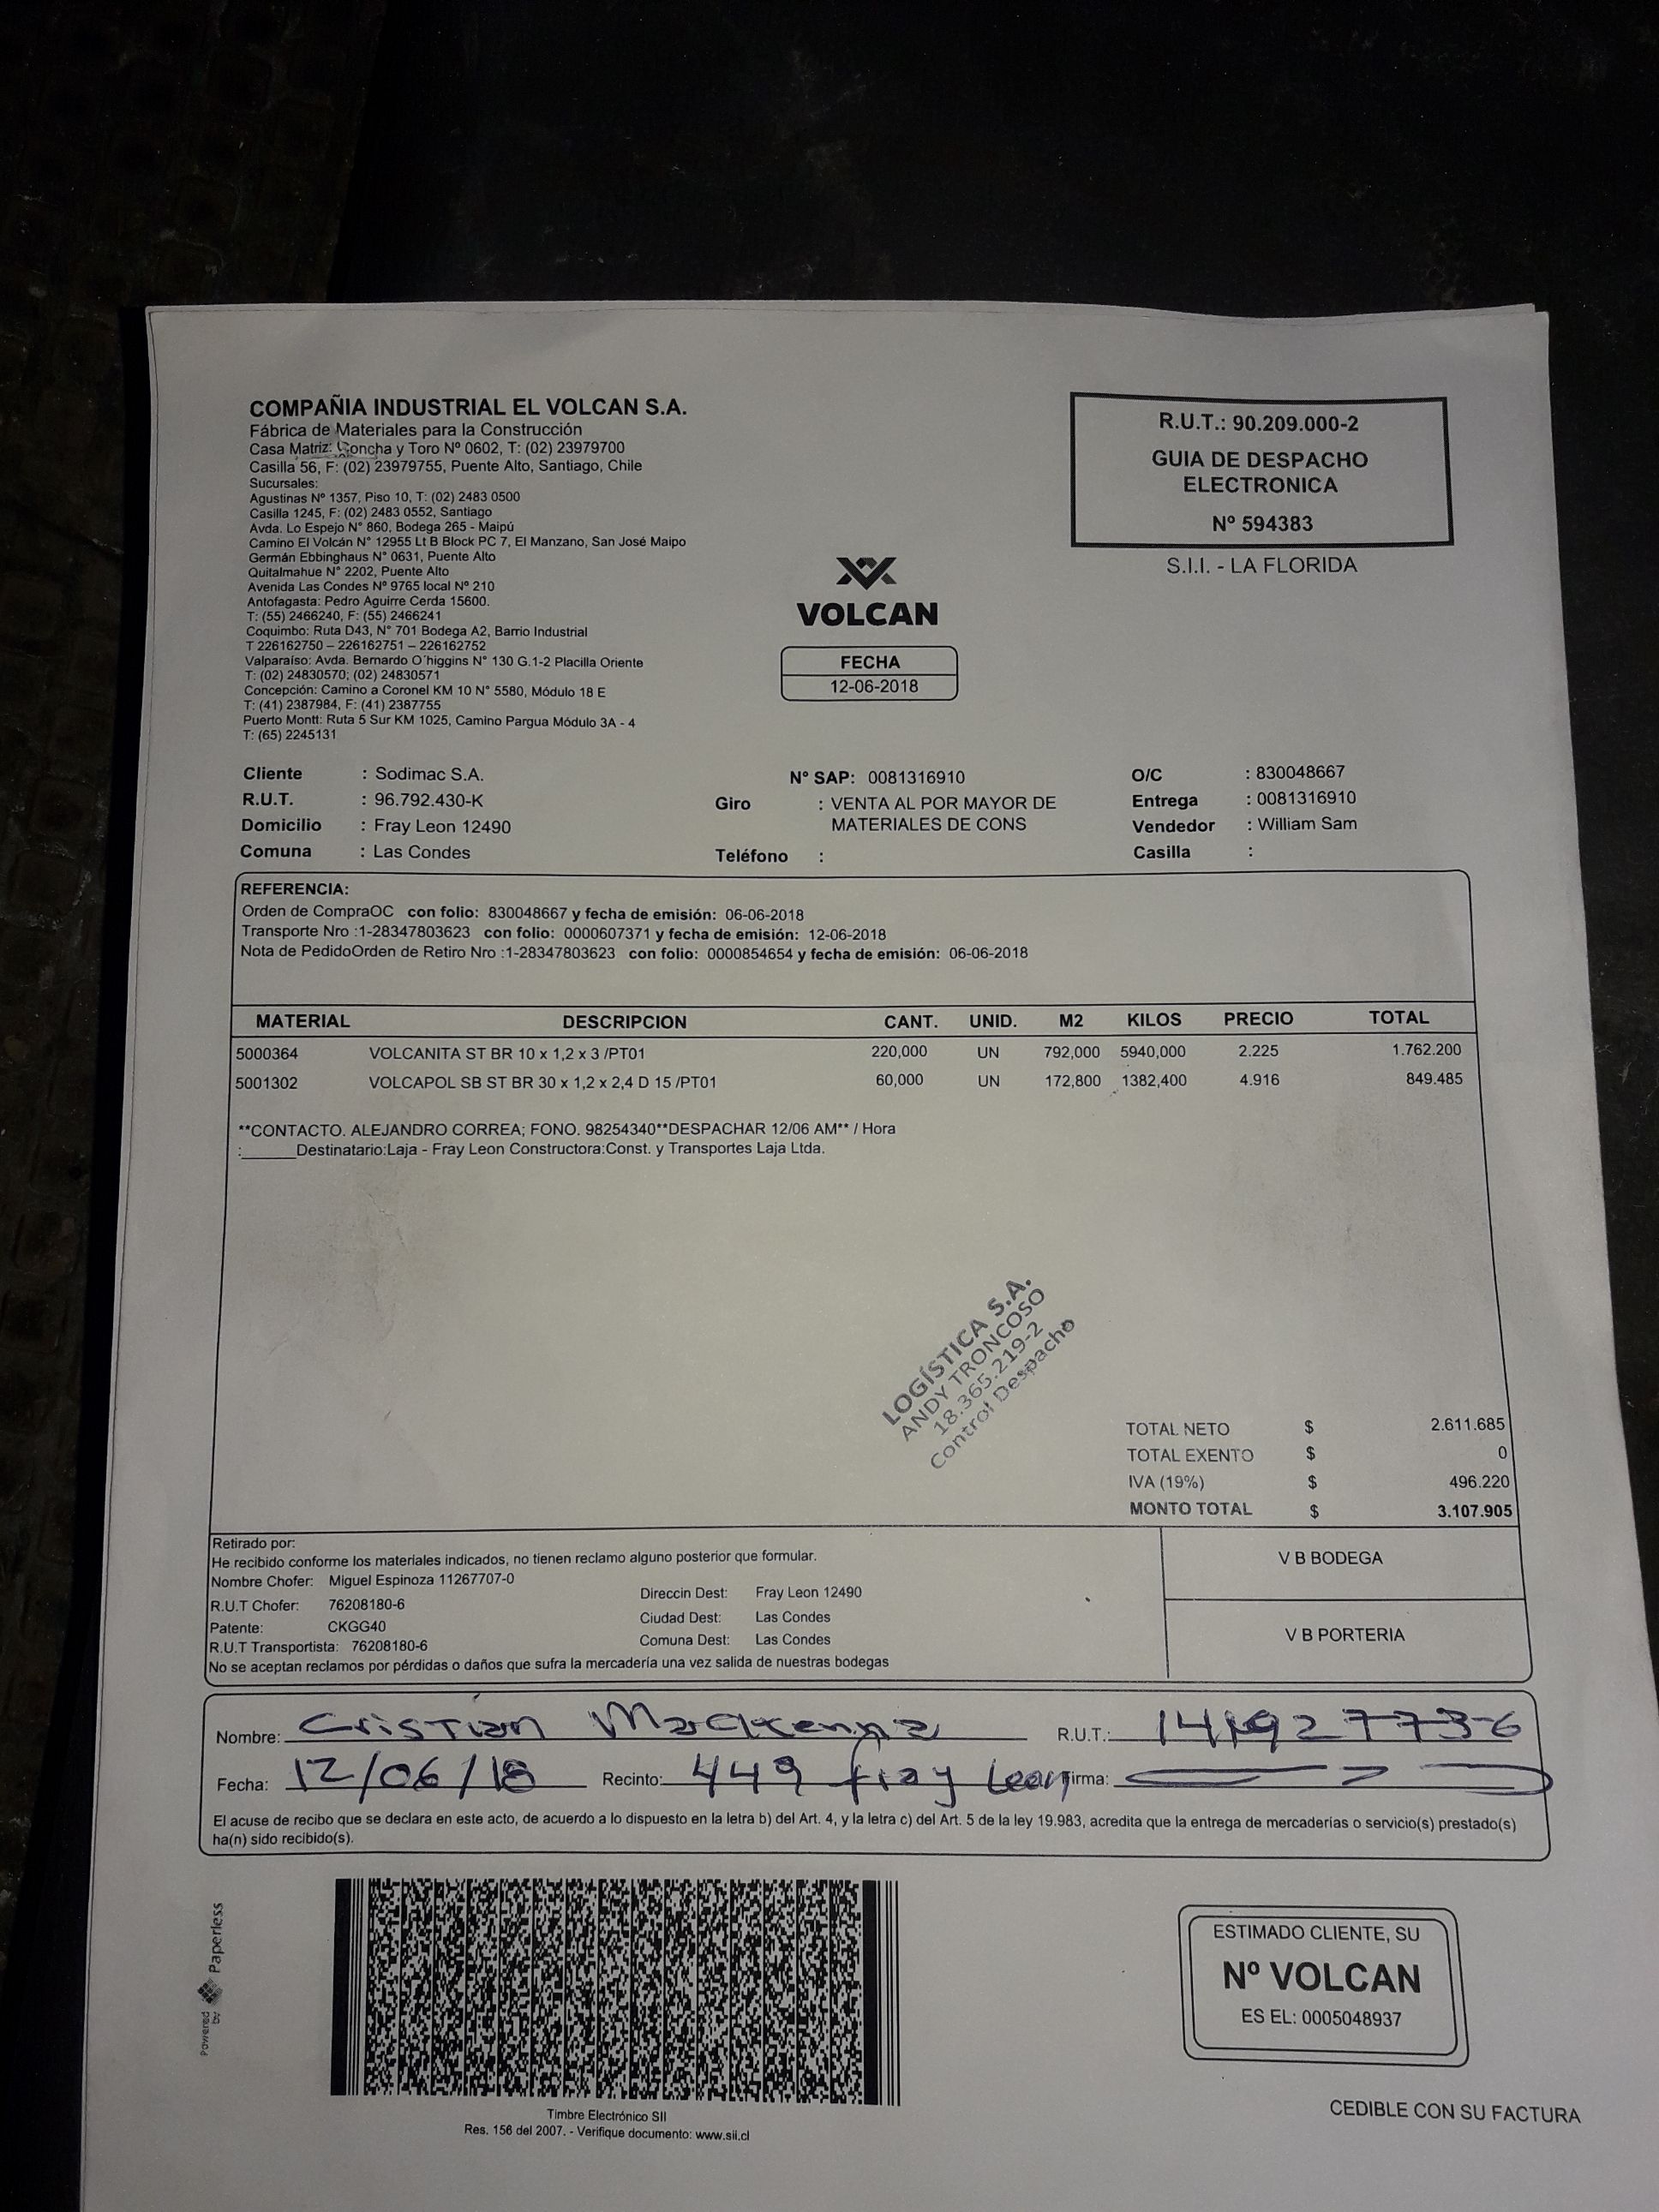 COMPAÑIA INDUSTRIAL EL VOLCAN S.A.
Fábrica de Materiales para la Construcción
Casa Matriz: Concha y Toro Nº 0602, T: (02) 23979700
Casilla 56, F: (02) 23979755, Puente Alto, Santiago, Chile
Sucursales:
Agustinas Nº 1357, Piso 10, T: (02) 2483 0500
Casilla 1245, F: (02) 2483 0552, Santiago
Avda. Lo Espejo N° 860, Bodega 265 - Maipú
Camino El Volcán N° 12955 Lt B Block PC 7, El Manzano, San José Maipo
Germán Ebbinghaus N° 0631, Puente Alto
Quitalmahue N° 2202, Puente Alto
Avenida Las Condes Nº 9765 local Nº 210
Antofagasta: Pedro Aguirre Cerda 15600.
T: (55) 2466240, F: (55) 2466241
Coquimbo: Ruta D43, N° 701 Bodega A2, Barrio Industrial
T 226162750 – 226162751 – 226162752
Valparaíso: Avda. Bernardo O´higgins N° 130 G.1-2 Placilla Oriente
T: (02) 24830570; (02) 24830571
Concepción: Camino a Coronel KM 10 N° 5580, Módulo 18 E
T: (41) 2387984, F: (41) 2387755
Puerto Montt: Ruta 5 Sur KM 1025, Camino Pargua Módulo 3A - 4
T: (65) 2245131
VOLCAN
FECHA
12-06-2018
R.U.T.: 90.209.000-2
GUIA DE DESPACHO
ELECTRONICA
Nº 594383
S.I.I. - LA FLORIDA
Cliente : Sodimac S.A.
R.U.T. : 96.792.430-K
Domicilio : Fray Leon 12490
Comuna : Las Condes
N° SAP: 0081316910
Giro : VENTA AL POR MAYOR DE
MATERIALES DE CONS
Teléfono :
O/C : 830048667
Entrega : 0081316910
Vendedor : William Sam
Casilla :
REFERENCIA:
Orden de CompraOC con folio: 830048667 y fecha de emisión: 06-06-2018
Transporte Nro :1-28347803623 con folio: 0000607371 y fecha de emisión: 12-06-2018
Nota de PedidoOrden de Retiro Nro :1-28347803623 con folio: 0000854654 y fecha de emisión: 06-06-2018
MATERIAL DESCRIPCION CANT. UNID. M2 KILOS PRECIO TOTAL
5000364 VOLCANITA ST BR 10 x 1,2 x 3 /PT01 220,000 UN 792,000 5940,000 2.225 1.762.200
5001302 VOLCAPOL SB ST BR 30 x 1,2 x 2,4 D 15 /PT01 60,000 UN 172,800 1382,400 4.916 849.485
**CONTACTO. ALEJANDRO CORREA; FONO. 98254340**DESPACHAR 12/06 AM** / Hora
:______Destinatario:Laja - Fray Leon Constructora:Const. y Transportes Laja Ltda.
LOGÍSTICA S.A.
ANDY TRONCOSO
18.365.219-2
Control Despacho
TOTAL NETO $ 2.611.685
TOTAL EXENTO $ 0
IVA (19%) $ 496.220
MONTO TOTAL $ 3.107.905
Retirado por:
He recibido conforme los materiales indicados, no tienen reclamo alguno posterior que formular.
Nombre Chofer: Miguel Espinoza 11267707-0
R.U.T Chofer: 76208180-6
Patente: CKGG40
R.U.T Transportista: 76208180-6
Direccin Dest: Fray Leon 12490
Ciudad Dest: Las Condes
Comuna Dest: Las Condes
No se aceptan reclamos por pérdidas o daños que sufra la mercadería una vez salida de nuestras bodegas
V B BODEGA
V B PORTERIA
Nombre: Cristian Mackenna R.U.T.:
Fecha: 12/06/18 Recinto: 449 fray Leon Firma:
El acuse de recibo que se declara en este acto, de acuerdo a lo dispuesto en la letra b) del Art. 4, y la letra c) del Art. 5 de la ley 19.983, acredita que la entrega de mercaderías o servicio(s) prestado(s)
ha(n) sido recibido(s).
Powered by Paperless
Timbre Electrónico SII
Res. 156 del 2007. - Verifique documento: www.sii.cl
ESTIMADO CLIENTE, SU
Nº VOLCAN
ES EL: 0005048937
CEDIBLE CON SU FACTURA